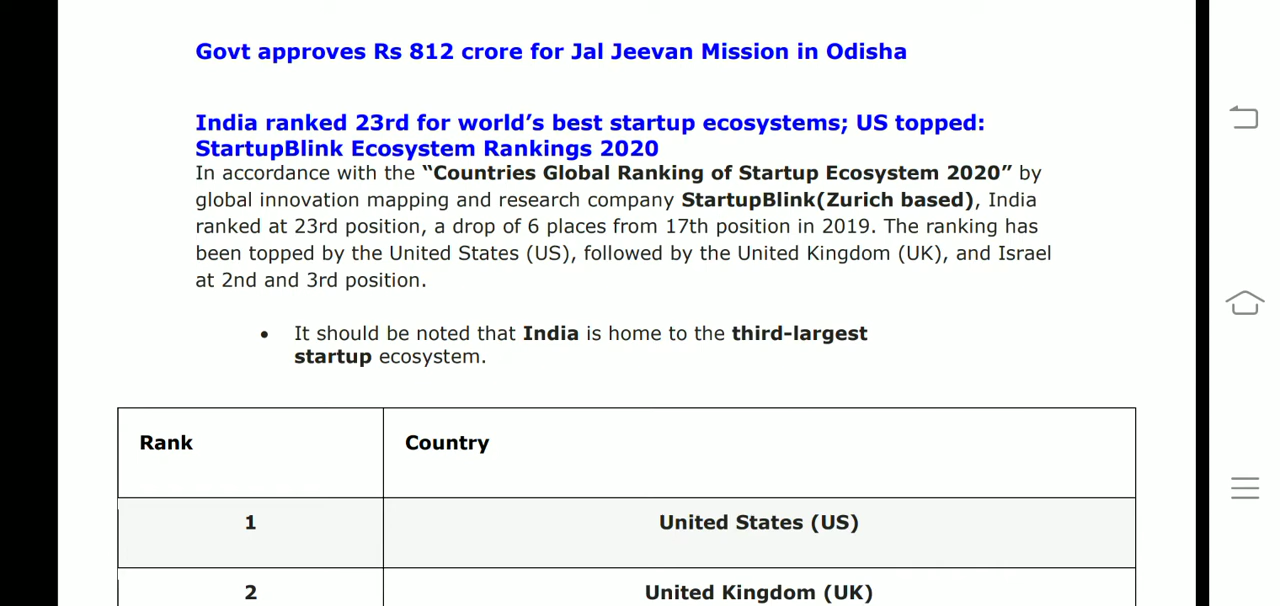 Govt approves Rs 812 crore for Jal Jeevan Mission in Odisha
India ranked 23rd for world’s best startup ecosystems; US topped:
StartupBlink Ecosystem Rankings 2020
In accordance with the “Countries Global Ranking of Startup Ecosystem 2020” by
global innovation mapping and research company StartupBlink(Zurich based), India
ranked at 23rd position, a drop of 6 places from 17th position in 2019. The ranking has
been topped by the United States (US), followed by the United Kingdom (UK), and Israel
at 2nd and 3rd position.
• It should be noted that India is home to the third-largest
startup ecosystem.
Rank Country
1 United States (US)
2 United Kingdom (UK)